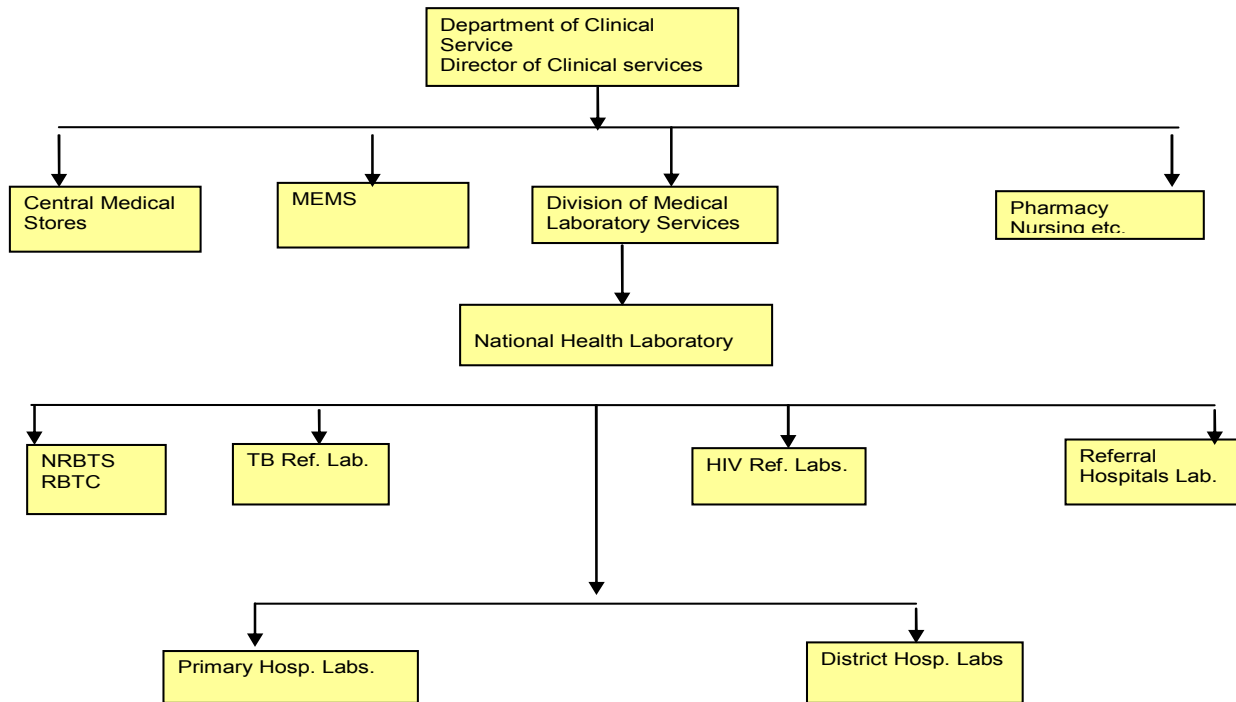 Department of Clinical
Service
Director of Clinical services
Central Medical
Stores
MEMS
Division of Medical
Laboratory Services
Pharmacy
Nursing etc.
National Health Laboratory
NRBTS
RBTC
TB Ref. Lab.
HIV Ref. Labs.
Referral
Hospitals Lab.
Primary Hosp. Labs.
District Hosp. Labs